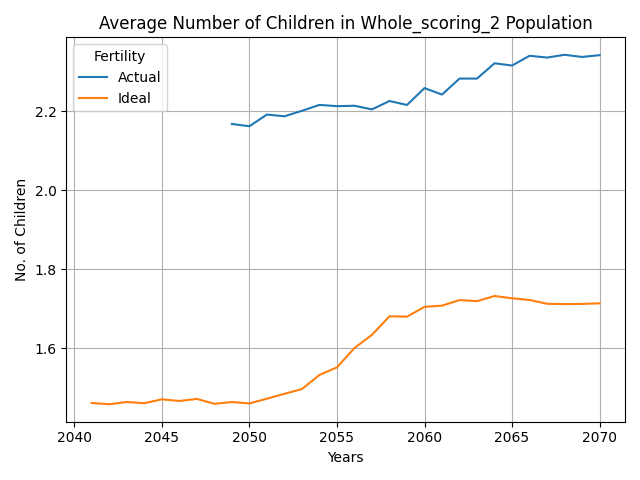 Average Number of Children in Whole_scoring_2 Population
Fertility
Actual
Ideal
No. of Children
2.2
2.0
1.8
1.6
2040 2045 2050 2055 2060 2065 2070
Years